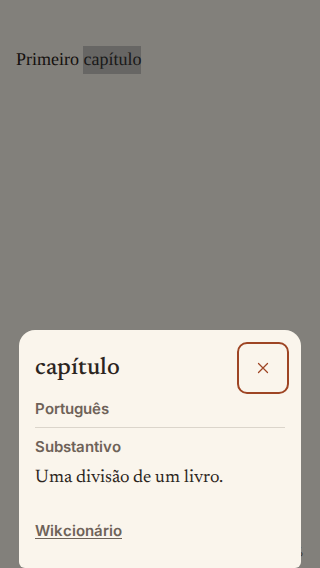 Primeiro capítulo
capítulo
Português
Substantivo
Uma divisão de um livro.
Wikcionário